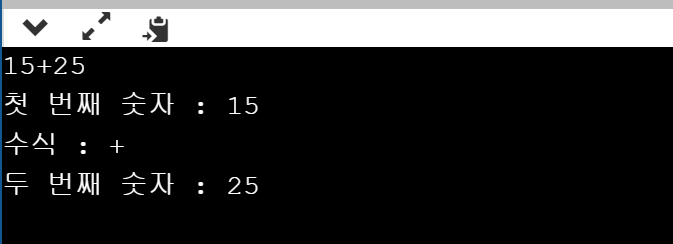 15+25
첫 번째 숫자 : 15
수식 : +
두 번째 숫자 : 25